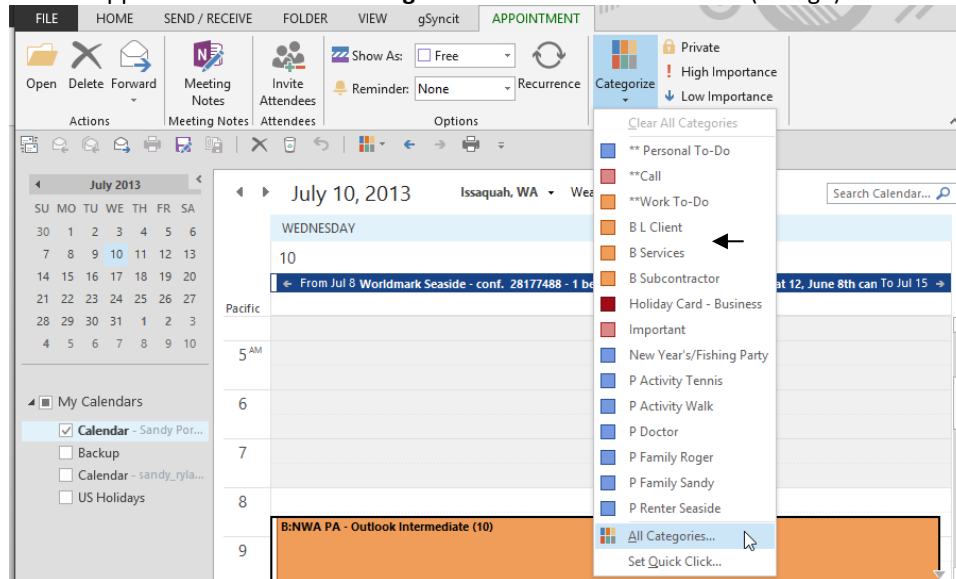 FILE HOME SEND / RECEIVE FOLDER VIEW gSyncit APPOINTMENT
Open Delete Forward
Actions
Meeting Notes
Meeting Notes
Invite Attendees
Attendees
Show As: Free
Reminder: None
Recurrence
Options
Categorize
Private
High Importance
Low Importance
Clear All Categories
** Personal To-Do
**Call
**Work To-Do
B L Client
B Services
B Subcontractor
Holiday Card - Business
Important
New Year's/Fishing Party
P Activity Tennis
P Activity Walk
P Doctor
P Family Roger
P Family Sandy
P Renter Seaside
All Categories...
Set Quick Click...
July 2013
SU MO TU WE TH FR SA
30 1 2 3 4 5 6
7 8 9 10 11 12 13
14 15 16 17 18 19 20
21 22 23 24 25 26 27
28 29 30 31 1 2 3
4 5 6 7 8 9 10
My Calendars
Calendar - Sandy Por...
Backup
Calendar - sandy_ryla...
US Holidays
July 10, 2013 Issaquah, WA
Search Calendar...
WEDNESDAY
10
From Jul 8 Worldmark Seaside - conf. 28177488 - 1 be at 12, June 8th can To Jul 15
Pacific
5 AM
6
7
8
B:NWA PA - Outlook Intermediate (10)
9